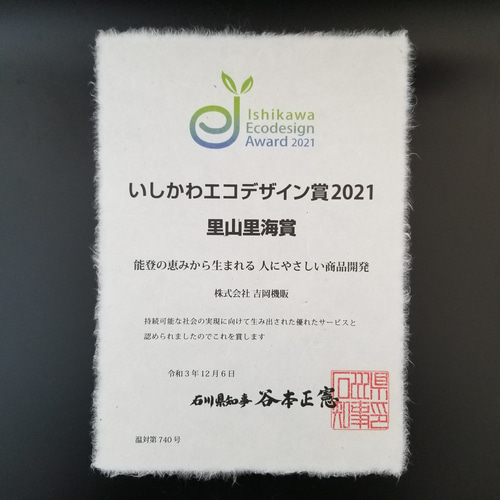 Ishikawa
Ecodesign
Award 2021
いしかわエコデザイン賞2021
里山里海賞
能登の恵みから生まれる 人にやさしい商品開発
株式会社 吉岡機販
持続可能な社会の実現に向けて生み出された優れたサービスと
認められましたのでこれを賞します
令和3年12月6日
石川県知事 谷本正憲
石川県知事印
温対第740号